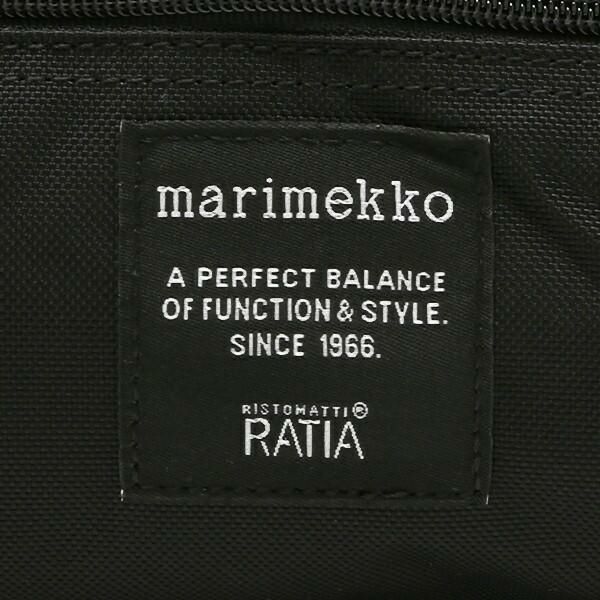 marimekko
A PERFECT BALANCE
OF FUNCTION & STYLE.
SINCE 1966.
RISTOMATTI®
RATIA